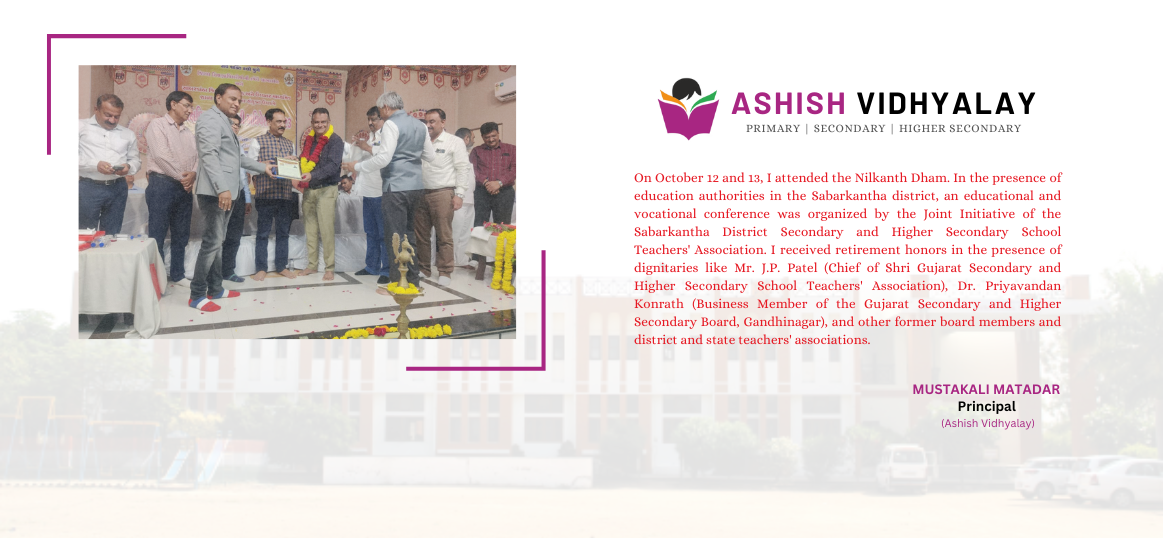 ASHISH VIDHYALAY
PRIMARY | SECONDARY | HIGHER SECONDARY
On October 12 and 13, I attended the Nilkanth Dham. In the presence of
education authorities in the Sabarkantha district, an educational and
vocational conference was organized by the Joint Initiative of the
Sabarkantha District Secondary and Higher Secondary School
Teachers' Association. I received retirement honors in the presence of
dignitaries like Mr. J.P. Patel (Chief of Shri Gujarat Secondary and
Higher Secondary School Teachers' Association), Dr. Priyavandan
Konrath (Business Member of the Gujarat Secondary and Higher
Secondary Board, Gandhinagar), and other former board members and
district and state teachers' associations.
MUSTAKALI MATADAR
Principal
(Ashish Vidhyalay)